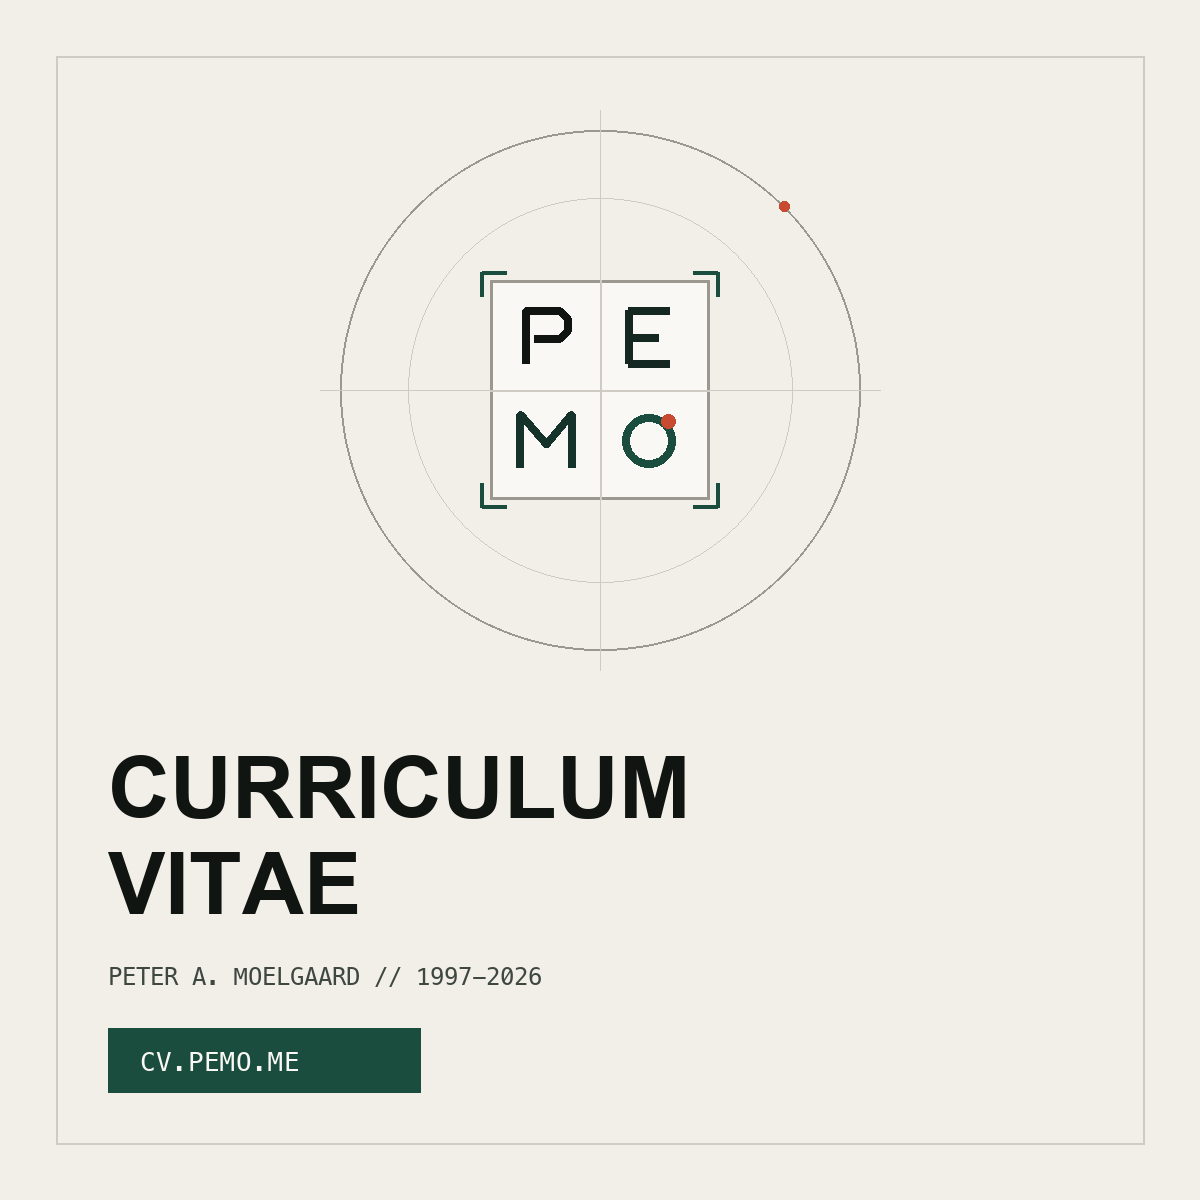 PE
MO
CURRICULUM
VITAE
PETER A. MOELGAARD // 1997–2026
CV.PEMO.ME